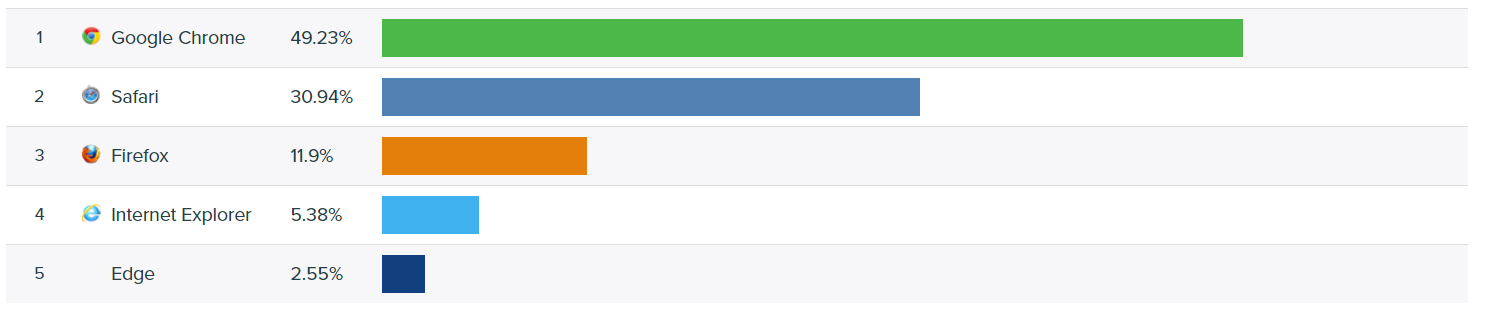 1 Google Chrome 49.23%
2 Safari 30.94%
3 Firefox 11.9%
4 Internet Explorer 5.38%
5 Edge 2.55%